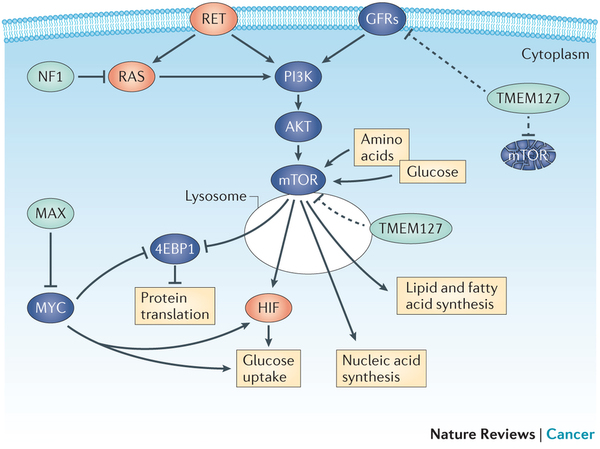 RET
GFRs
Cytoplasm
NF1
RAS
PI3K
TMEM127
AKT
mTOR
Amino
acids
Glucose
mTOR
Lysosome
MAX
TMEM127
4EBP1
Lipid and fatty
acid synthesis
MYC
Protein
translation
HIF
Glucose
uptake
Nucleic acid
synthesis
Nature Reviews | Cancer